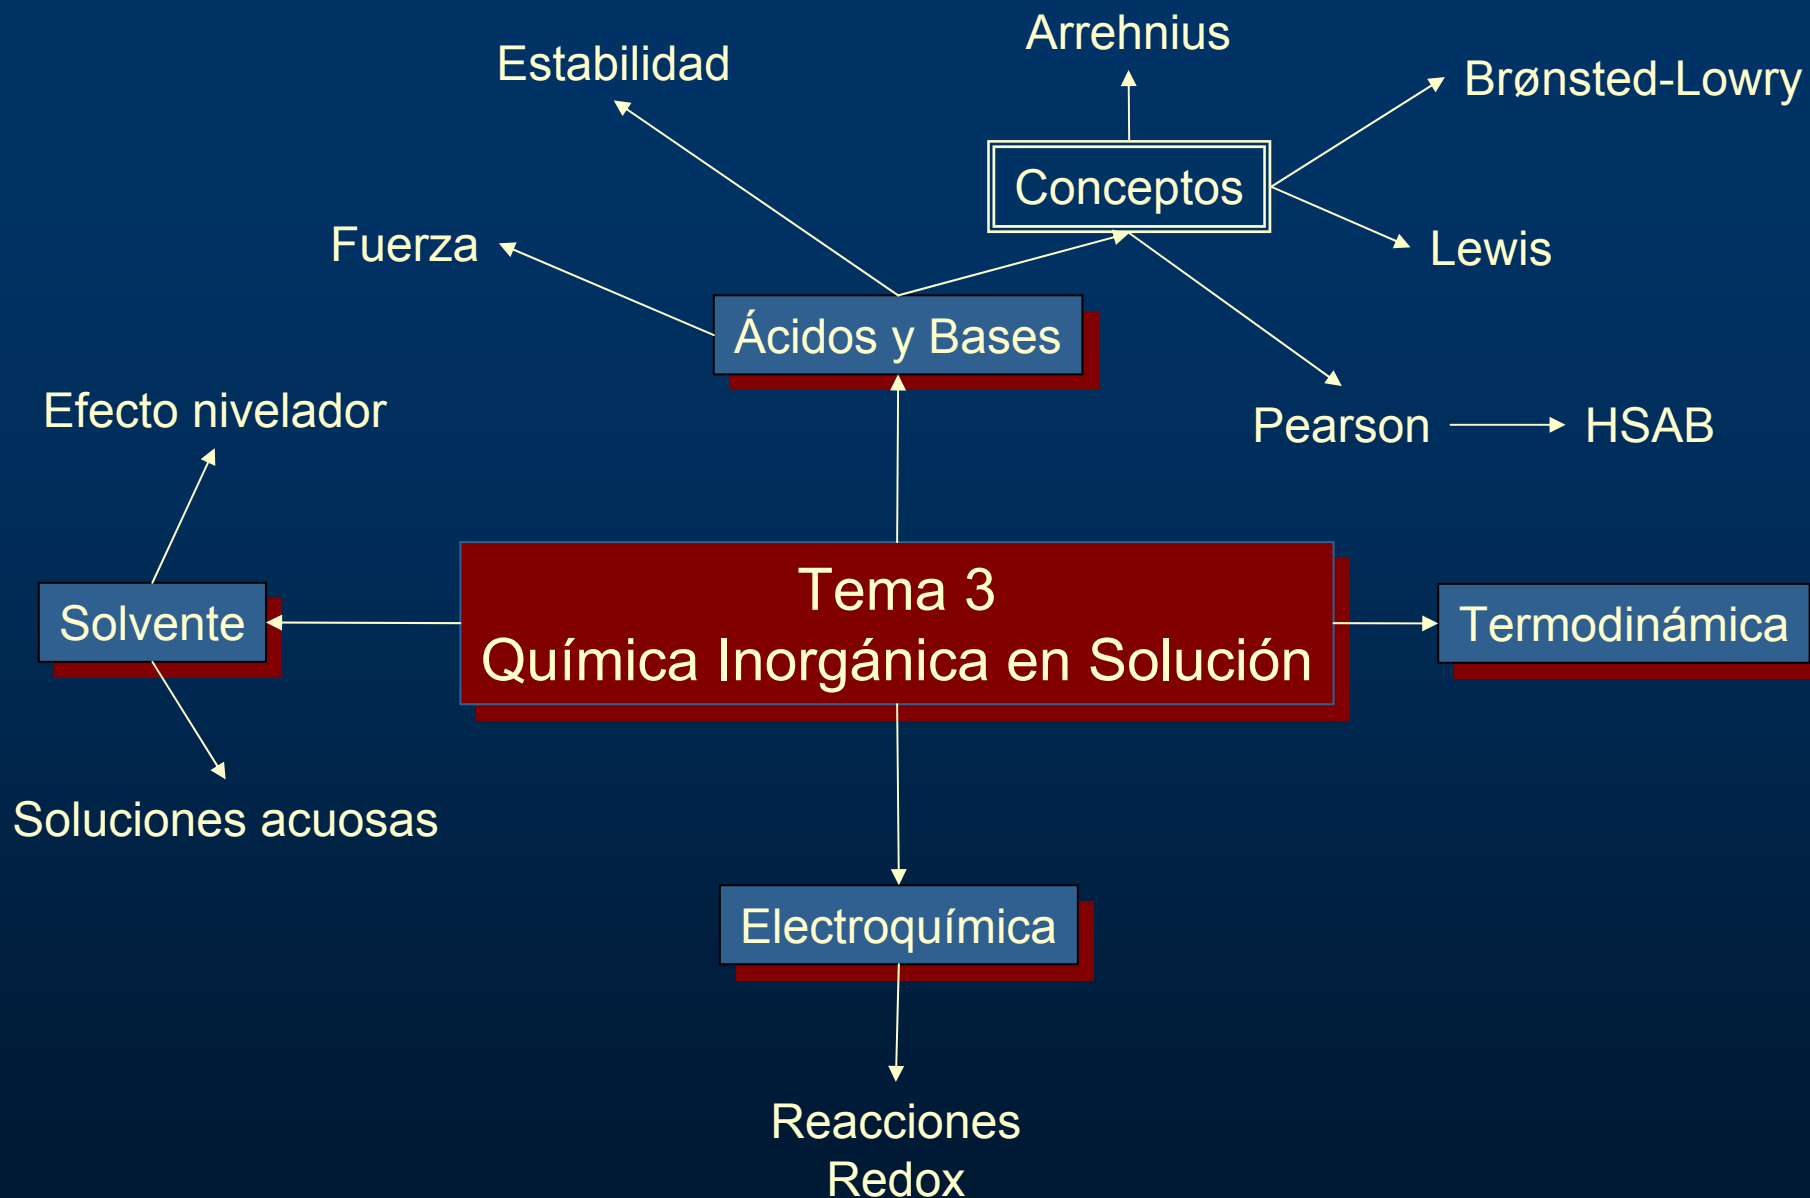 Arrehnius
Estabilidad
Brønsted-Lowry
Conceptos
Fuerza
Lewis
Ácidos y Bases
Efecto nivelador
Pearson
HSAB
Tema 3
Química Inorgánica en Solución
Solvente
Termodinámica
Soluciones acuosas
Electroquímica
Reacciones
Redox